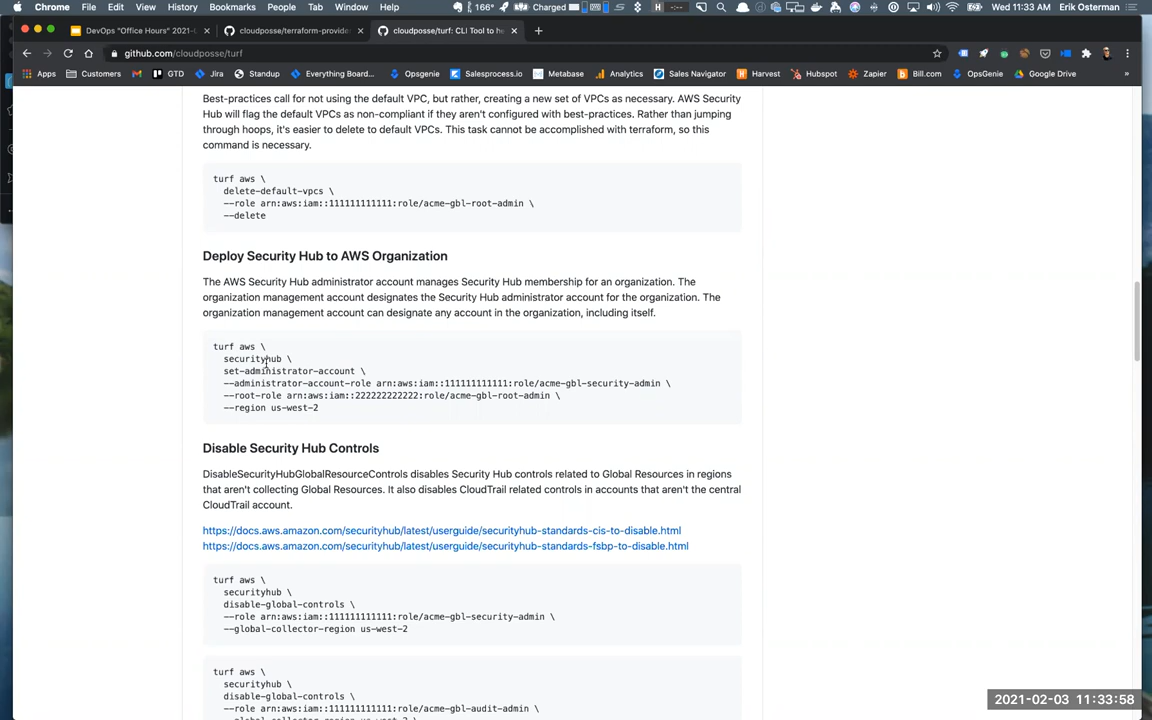 Chrome File Edit View History Bookmarks People Tab Window Help 166° Charged Wed 11:33 AM Erik Osterman
DevOps "Office Hours" 2021-
cloudposse/terraform-provide
cloudposse/turf: CLI Tool to he
github.com/cloudposse/turf
Apps Customers GTD Jira Standup Everything Board... Opsgenie Salesprocess.io Metabase Analytics Sales Navigator Harvest Hubspot Zapier Bill.com OpsGenie Google Drive »
Best-practices call for not using the default VPC, but rather, creating a new set of VPCs as necessary. AWS Security
Hub will flag the default VPCs as non-compliant if they aren't configured with best-practices. Rather than jumping
through hoops, it's easier to delete to default VPCs. This task cannot be accomplished with terraform, so this
command is necessary.
turf aws \
delete-default-vpcs \
--role arn:aws:iam::111111111111:role/acme-gbl-root-admin \
--delete
Deploy Security Hub to AWS Organization
The AWS Security Hub administrator account manages Security Hub membership for an organization. The
organization management account designates the Security Hub administrator account for the organization. The
organization management account can designate any account in the organization, including itself.
turf aws \
securityhub \
set-administrator-account \
--administrator-account-role arn:aws:iam::111111111111:role/acme-gbl-security-admin \
--root-role arn:aws:iam::222222222222:role/acme-gbl-root-admin \
--region us-west-2
Disable Security Hub Controls
DisableSecurityHubGlobalResourceControls disables Security Hub controls related to Global Resources in regions
that aren't collecting Global Resources. It also disables CloudTrail related controls in accounts that aren't the central
CloudTrail account.
https://docs.aws.amazon.com/securityhub/latest/userguide/securityhub-standards-cis-to-disable.html
https://docs.aws.amazon.com/securityhub/latest/userguide/securityhub-standards-fsbp-to-disable.html
turf aws \
securityhub \
disable-global-controls \
--role arn:aws:iam::111111111111:role/acme-gbl-security-admin \
--global-collector-region us-west-2
turf aws \
securityhub \
disable-global-controls \
--role arn:aws:iam::111111111111:role/acme-gbl-audit-admin \
2021-02-03 11:33:58